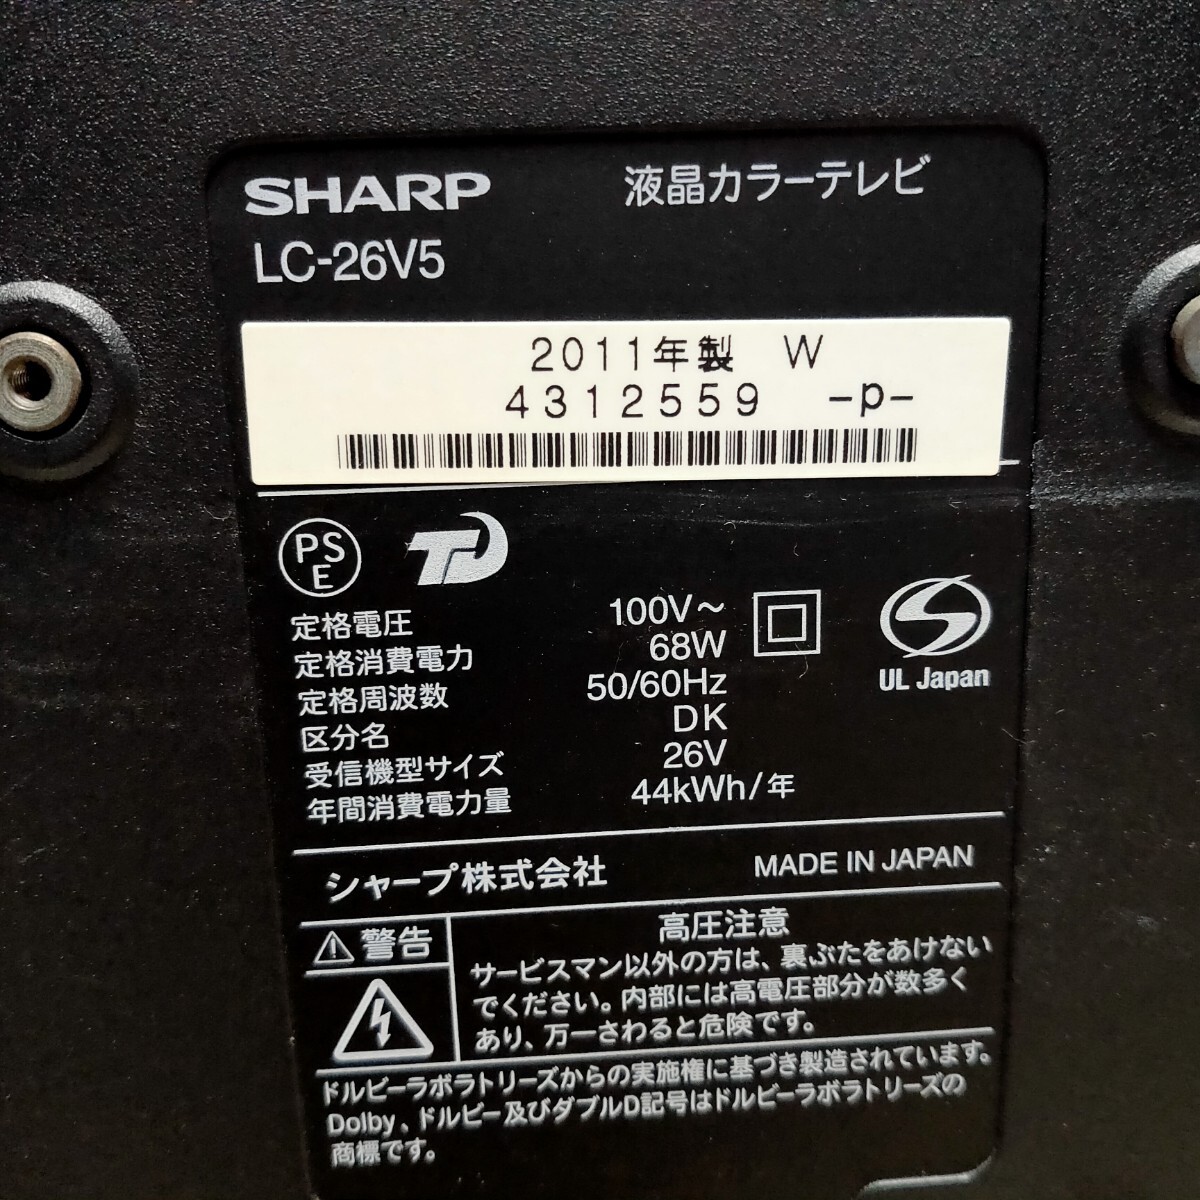 SHARP 液晶カラーテレビ
LC-26V5
2011年製 W
4312559 -p-
PS
E
定格電圧 100V～
定格消費電力 68W
定格周波数 50/60Hz
区分名 DK
受信機型サイズ 26V
年間消費電力量 44kWh/年
UL Japan
シャープ株式会社 MADE IN JAPAN
⚠警告
高圧注意
サービスマン以外の方は、裏ぶたをあけない
でください。内部には高電圧部分が数多く
あり、万一さわると危険です。
ドルビーラボラトリーズからの実施権に基づき製造されています。
Dolby、ドルビー及びダブルD記号はドルビーラボラトリーズの
商標です。